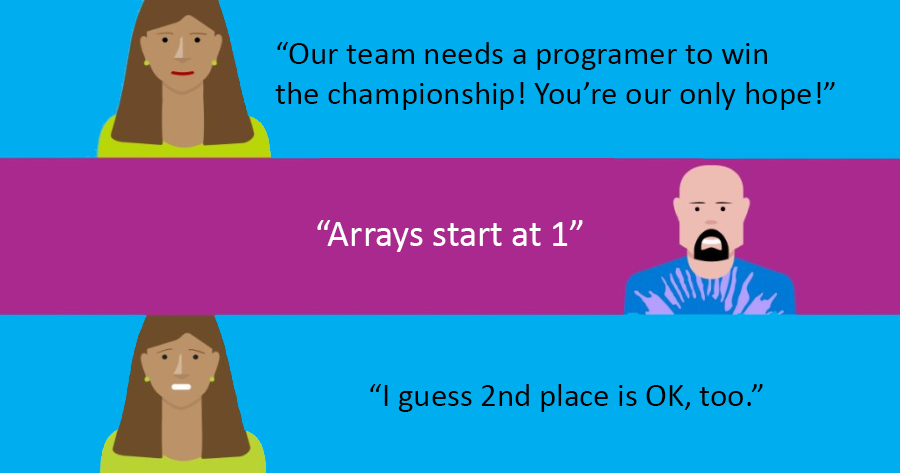 “Our team needs a programer to win
the championship! You’re our only hope!”
“Arrays start at 1”
“I guess 2nd place is OK, too.”